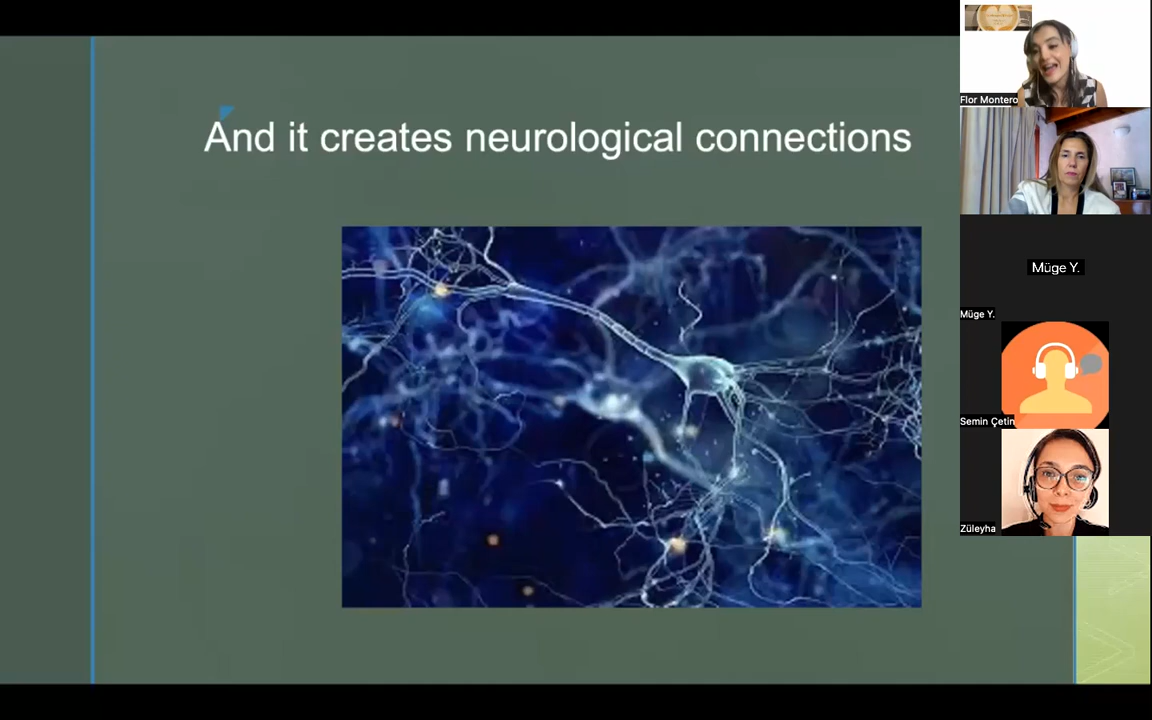 And it creates neurological connections
Flor Montero
Müge Y.
Müge Y.
Semin Çetin
Züleyha